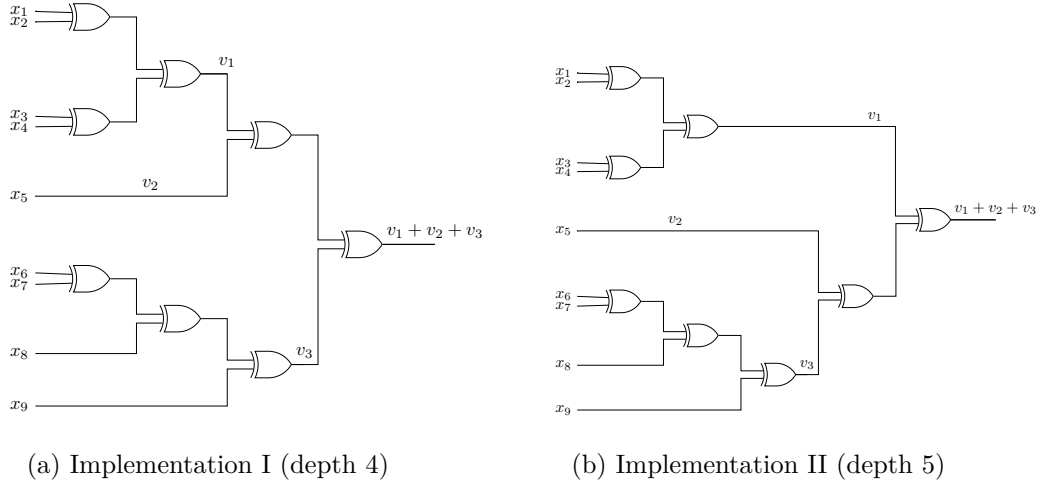 x₁
x₂
v₁
x₃
x₄
v₂
x₅
v₁ + v₂ + v₃
x₆
x₇
v₃
x₈
x₉
(a) Implementation I (depth 4)
x₁
x₂
v₁
x₃
x₄
v₂
v₁ + v₂ + v₃
x₅
x₆
x₇
v₃
x₈
x₉
(b) Implementation II (depth 5)